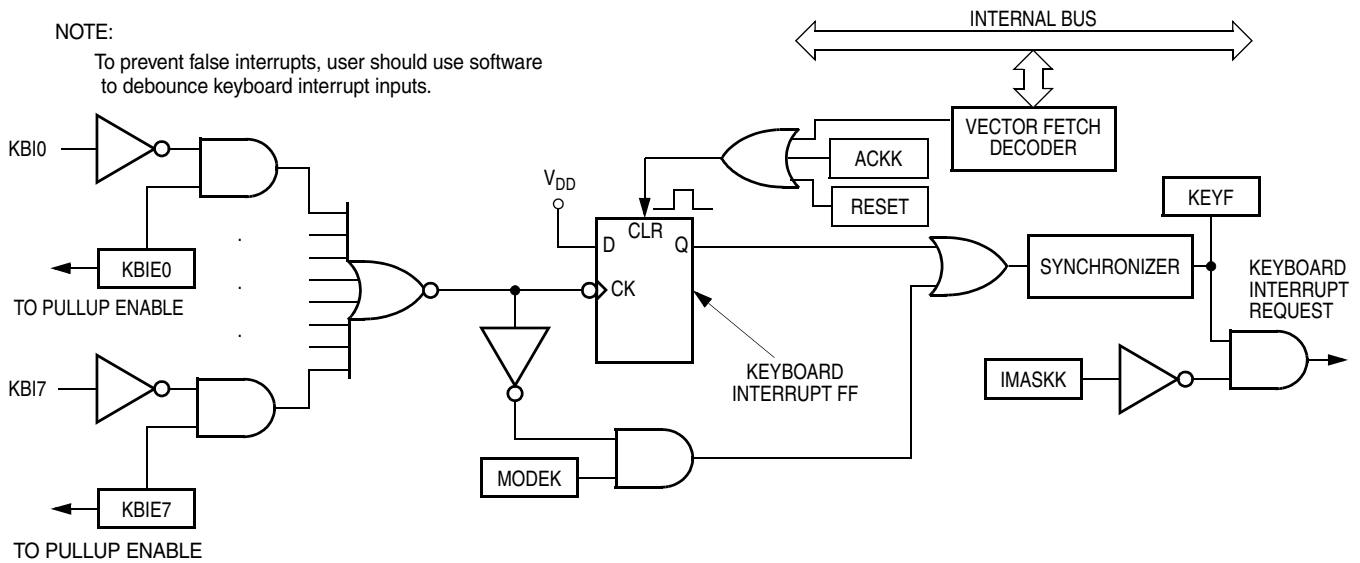 NOTE:
To prevent false interrupts, user should use software
to debounce keyboard interrupt inputs.
INTERNAL BUS
VECTOR FETCH
DECODER
ACKK
RESET
KBI0
KBIE0
TO PULLUP ENABLE
.
.
.
KBI7
KBIE7
TO PULLUP ENABLE
VDD
CLR
D
Q
CK
KEYBOARD
INTERRUPT FF
MODEK
SYNCHRONIZER
KEYF
KEYBOARD
INTERRUPT
REQUEST
IMASKK